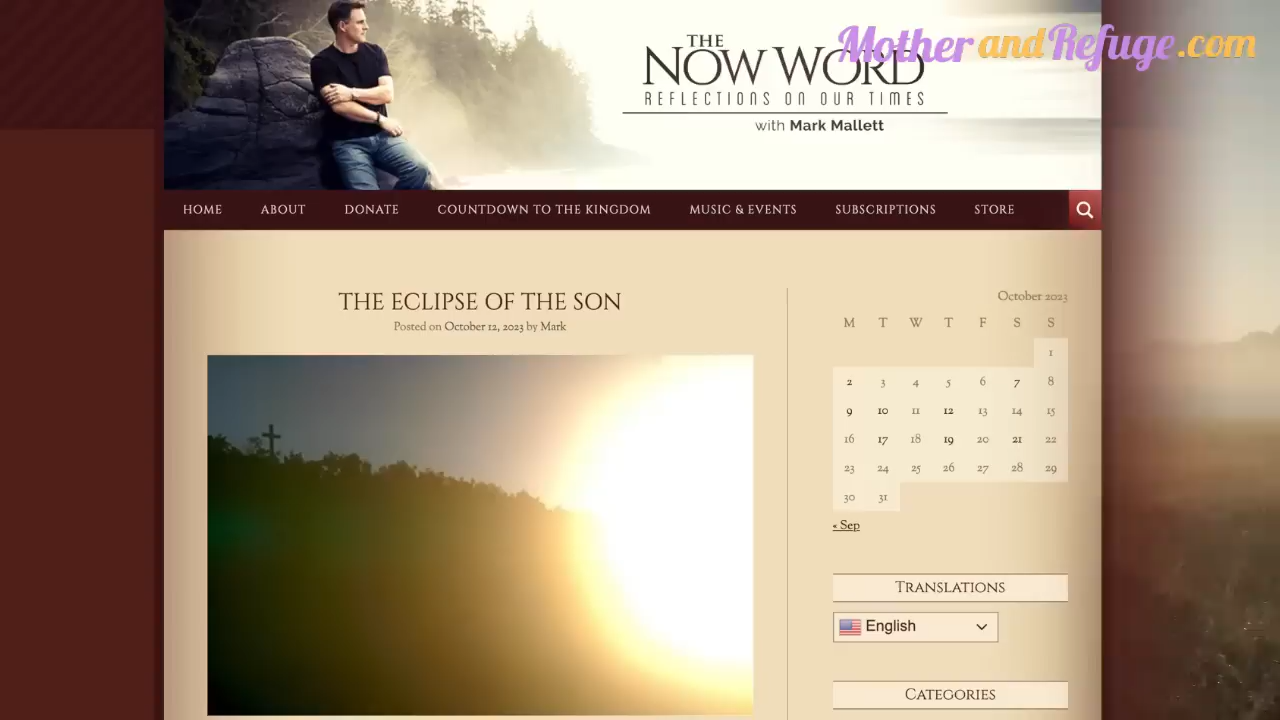 THE
NOW WORD
MotherandRefuge.com
REFLECTIONS ON OUR TIMES
with Mark Mallett
HOME ABOUT DONATE COUNTDOWN TO THE KINGDOM MUSIC & EVENTS SUBSCRIPTIONS STORE
THE ECLIPSE OF THE SON
Posted on October 12, 2023 by Mark
October 2023
M T W T F S S
1
2 3 4 5 6 7 8
9 10 11 12 13 14 15
16 17 18 19 20 21 22
23 24 25 26 27 28 29
30 31
« Sep
TRANSLATIONS
English
CATEGORIES